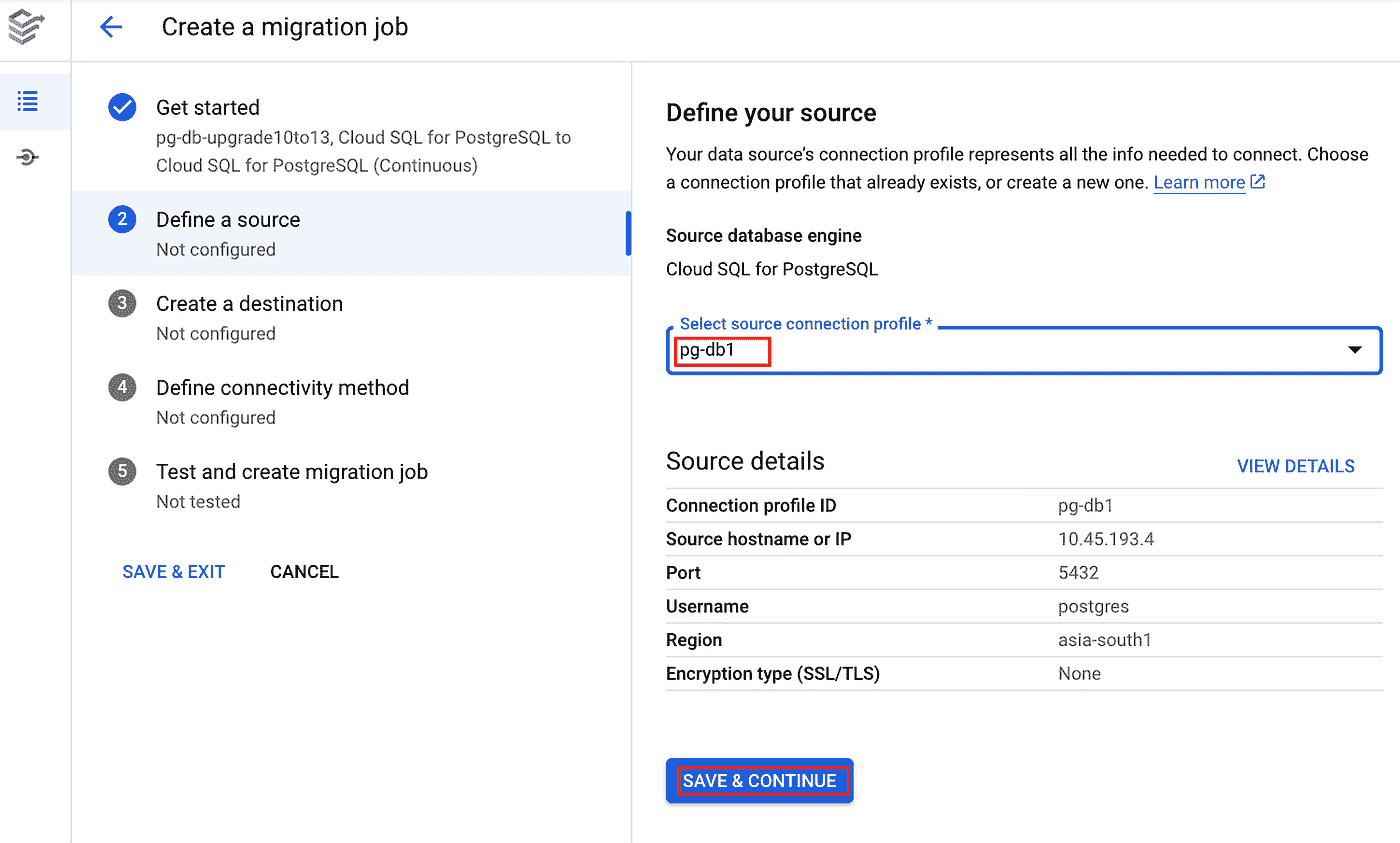 Create a migration job
Get started
pg-db-upgrade10to13, Cloud SQL for PostgreSQL to
Cloud SQL for PostgreSQL (Continuous)
2
Define a source
Not configured
3
Create a destination
Not configured
4
Define connectivity method
Not configured
5
Test and create migration job
Not tested
SAVE & EXIT
CANCEL
Define your source
Your data source’s connection profile represents all the info needed to connect. Choose
a connection profile that already exists, or create a new one. Learn more
Source database engine
Cloud SQL for PostgreSQL
Select source connection profile *
pg-db1
Source details
VIEW DETAILS
Connection profile ID pg-db1
Source hostname or IP 10.45.193.4
Port 5432
Username postgres
Region asia-south1
Encryption type (SSL/TLS) None
SAVE & CONTINUE